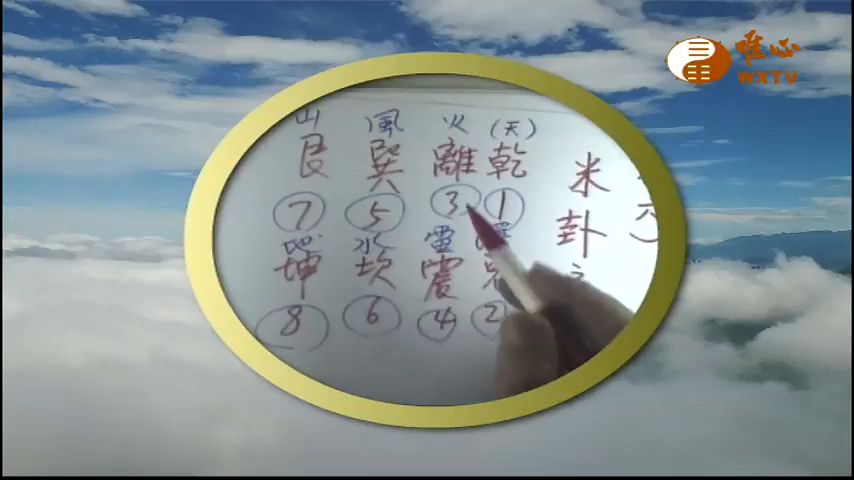 唯心
WXTV
六)
米卦
(天)
乾
①
②
火
離
③
雷
震
④
風
巽
⑤
水
坎
⑥
山
艮
⑦
地
坤
⑧